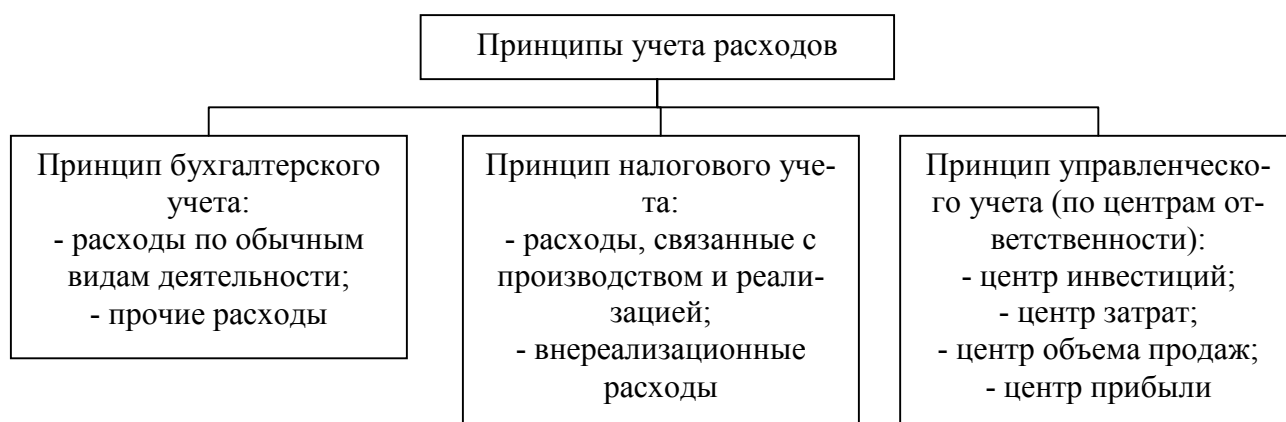 Принципы учета расходов
Принцип бухгалтерского
учета:
- расходы по обычным
видам деятельности;
- прочие расходы
Принцип налогового уче-
та:
- расходы, связанные с
производством и реали-
зацией;
- внереализационные
расходы
Принцип управленческо-
го учета (по центрам от-
ветственности):
- центр инвестиций;
- центр затрат;
- центр объема продаж;
- центр прибыли